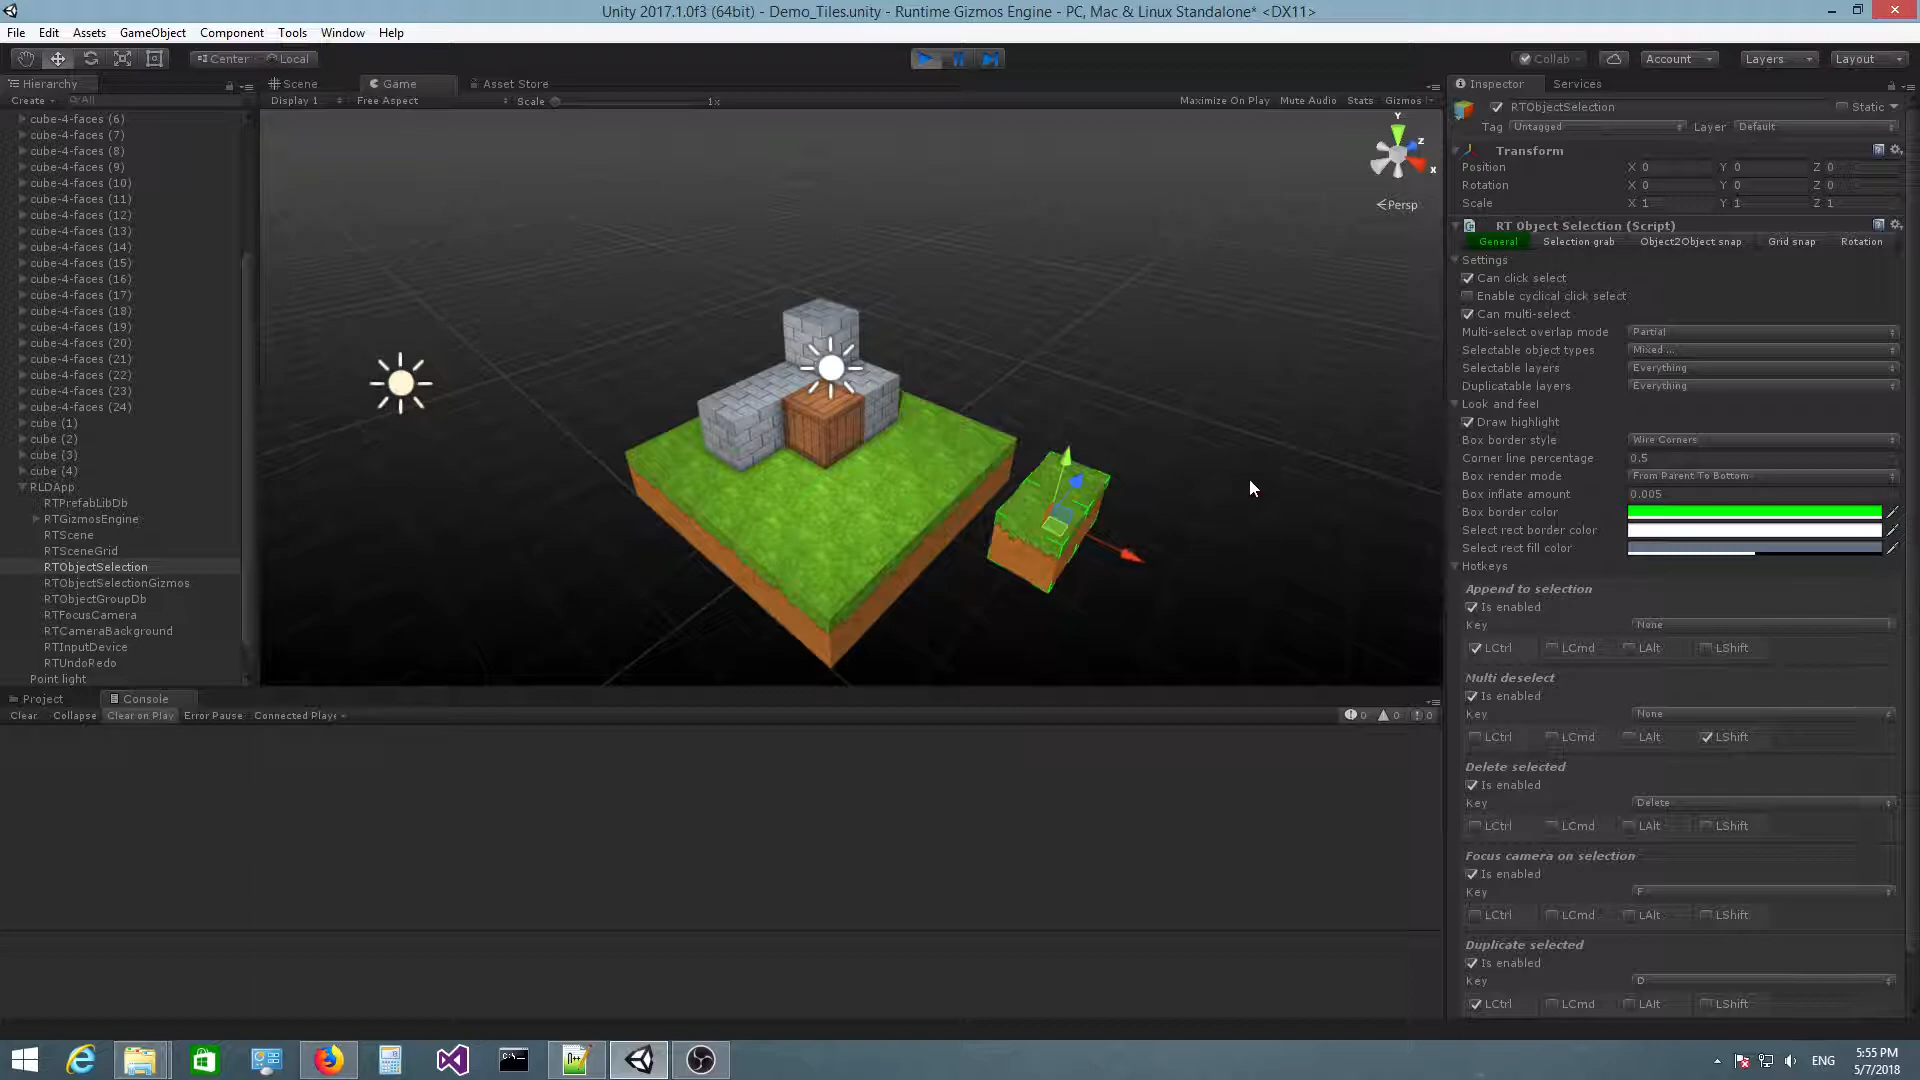 Unity 2017.1.0f3 (64bit) - Demo_Tiles.unity - Runtime Gizmos Engine - PC, Mac & Linux Standalone* <DX11>
File Edit Assets GameObject Component Tools Window Help
Center Local
Collab Account Layers Layout
Hierarchy
Create All
cube-4-faces (6)
cube-4-faces (7)
cube-4-faces (8)
cube-4-faces (9)
cube-4-faces (10)
cube-4-faces (11)
cube-4-faces (12)
cube-4-faces (13)
cube-4-faces (14)
cube-4-faces (15)
cube-4-faces (16)
cube-4-faces (17)
cube-4-faces (18)
cube-4-faces (19)
cube-4-faces (20)
cube-4-faces (21)
cube-4-faces (22)
cube-4-faces (23)
cube-4-faces (24)
cube (1)
cube (2)
cube (3)
cube (4)
RLDApp
RTPrefabLibDb
RTGizmosEngine
RTScene
RTSceneGrid
RTObjectSelection
RTObjectSelectionGizmos
RTObjectGroupDb
RTFocusCamera
RTCameraBackground
RTInputDevice
RTUndoRedo
Point light
Scene Game Asset Store
Display 1 Free Aspect Scale 1x Maximize On Play Mute Audio Stats Gizmos
Y
Z
X
Persp
Project Console
Clear Collapse Clear on Play Error Pause Connected Playe 0 0 0
Inspector Services
RTObjectSelection Static
Tag Untagged Layer Default
Transform
Position X 0 Y 0 Z 0
Rotation X 0 Y 0 Z 0
Scale X 1 Y 1 Z 1
RT Object Selection (Script)
General Selection grab Object2Object snap Grid snap Rotation
Settings
Can click select
Enable cyclical click select
Can multi-select
Multi-select overlap mode Partial
Selectable object types Mixed ...
Selectable layers Everything
Duplicatable layers Everything
Look and feel
Draw highlight
Box border style Wire Corners
Corner line percentage 0.5
Box render mode From Parent To Bottom
Box inflate amount 0.005
Box border color
Select rect border color
Select rect fill color
Hotkeys
Append to selection
Is enabled
Key None
LCtrl LCmd LAlt LShift
Multi deselect
Is enabled
Key None
LCtrl LCmd LAlt LShift
Delete selected
Is enabled
Key Delete
LCtrl LCmd LAlt LShift
Focus camera on selection
Is enabled
Key F
LCtrl LCmd LAlt LShift
Duplicate selected
Is enabled
Key D
LCtrl LCmd LAlt LShift
ENG
5:55 PM
5/7/2018